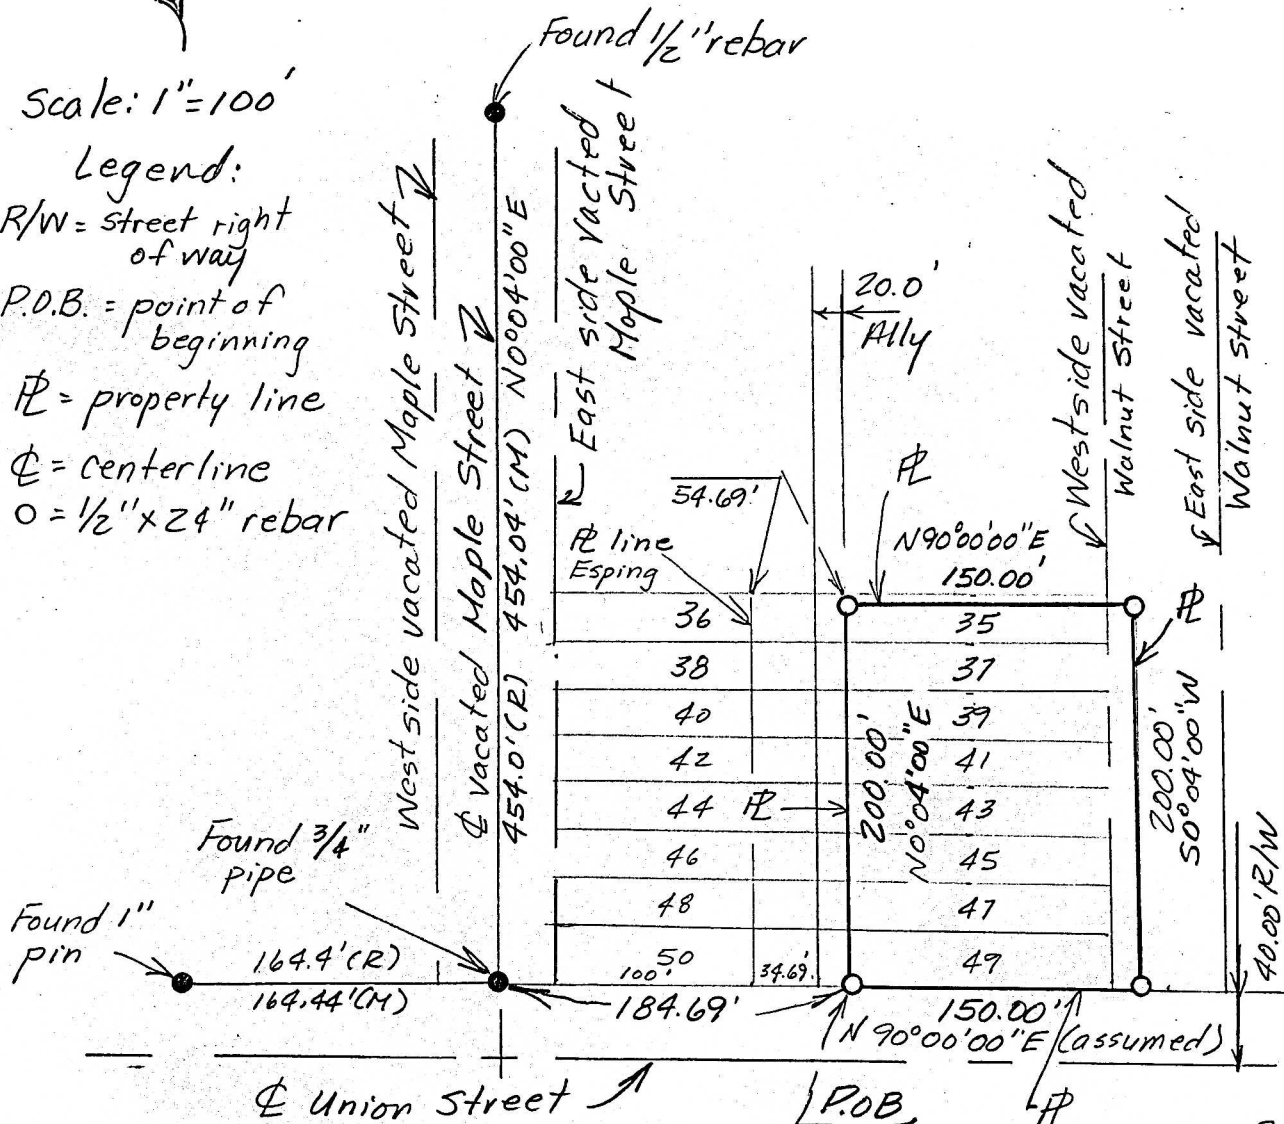 Found 1/2" rebar
Scale: 1"=100'
Legend:
R/W = street right
of way
P.O.B. = point of
beginning
PL = property line
CL = centerline
O = 1/2" x 24" rebar
West side vacated Maple Street
CL vacated Maple Street
454.0'(R) 454.04'(M) N0°04'00"E
East side vacted
Maple Street
20.0'
Ally
West side vacated
Walnut Street
East side vacated
Walnut Street
54.69'
PL
PL line
Esping
N90°00'00"E
150.00'
36
35
PL
38
37
40
39
42
41
44
PL
43
46
45
48
47
50
49
200.00'
N0°04'00"E
200.00'
S0°04'00"W
40.00' R/W
Found 3/4"
pipe
Found 1"
pin
164.4'(R)
164.44'(M)
100'
34.69'
184.69'
150.00'
N 90°00'00"E (assumed)
CL Union Street
P.O.B.
PL